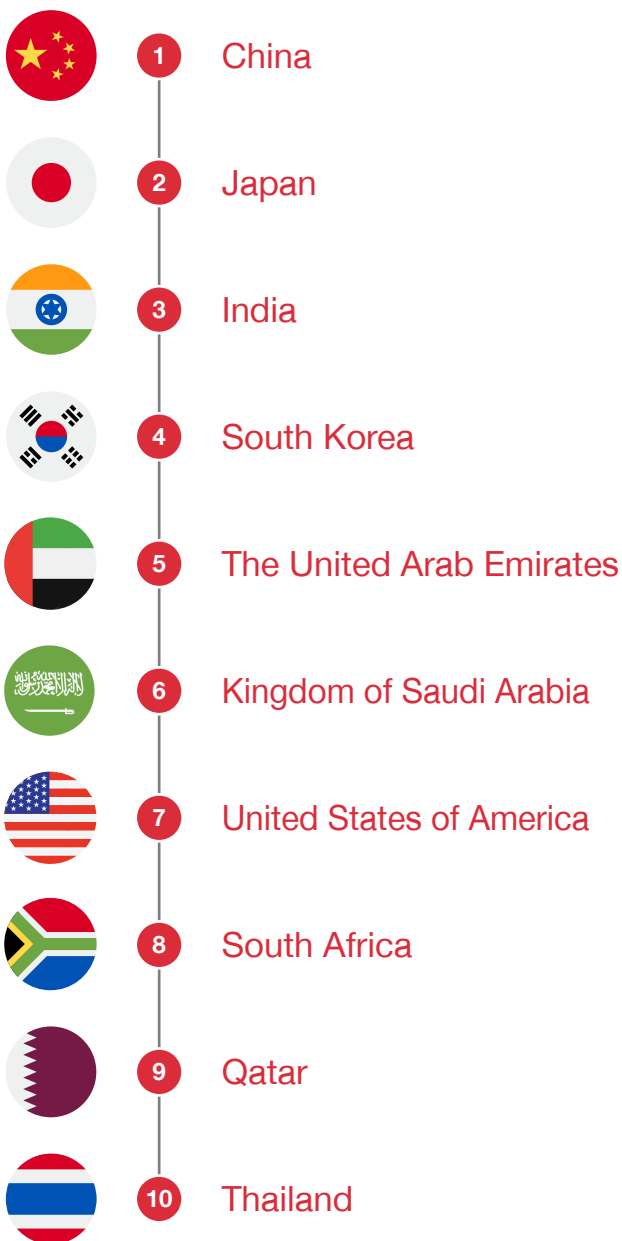 1 China
2 Japan
3 India
4 South Korea
5 The United Arab Emirates
6 Kingdom of Saudi Arabia
7 United States of America
8 South Africa
9 Qatar
10 Thailand